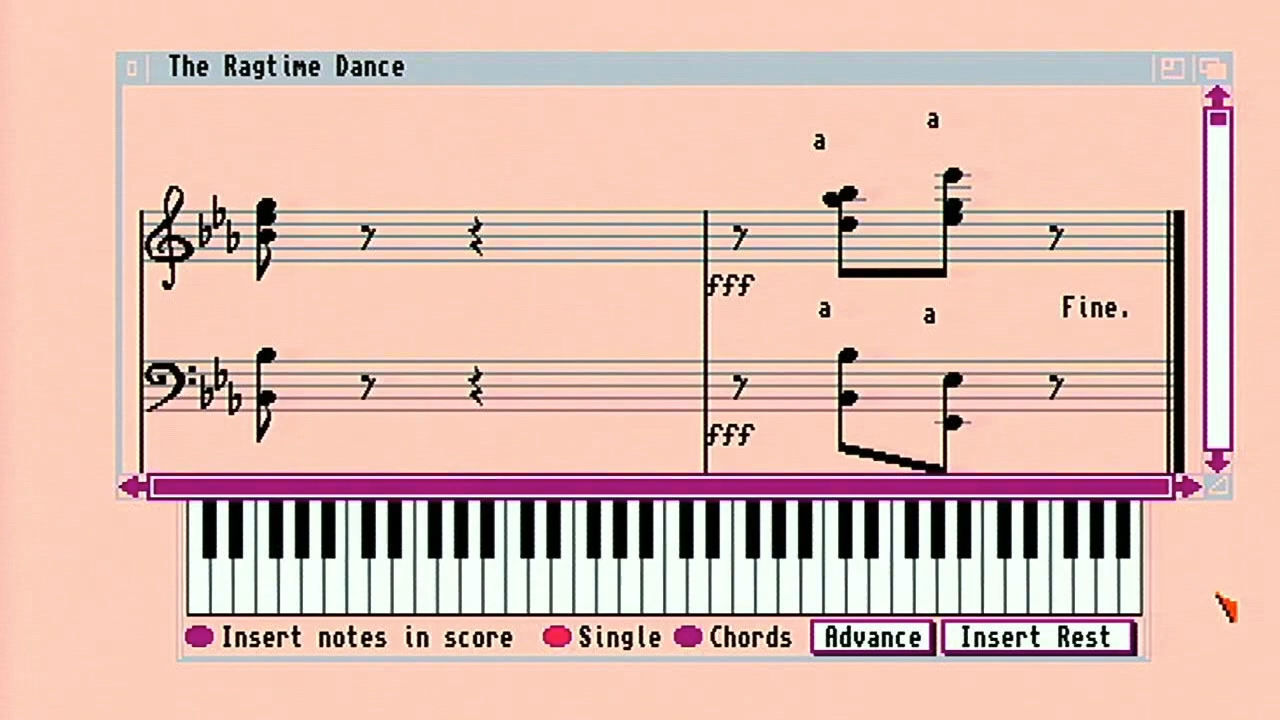 The Ragtime Dance
a
a
fff
a
a
Fine.
fff
Insert notes in score Single Chords Advance Insert Rest